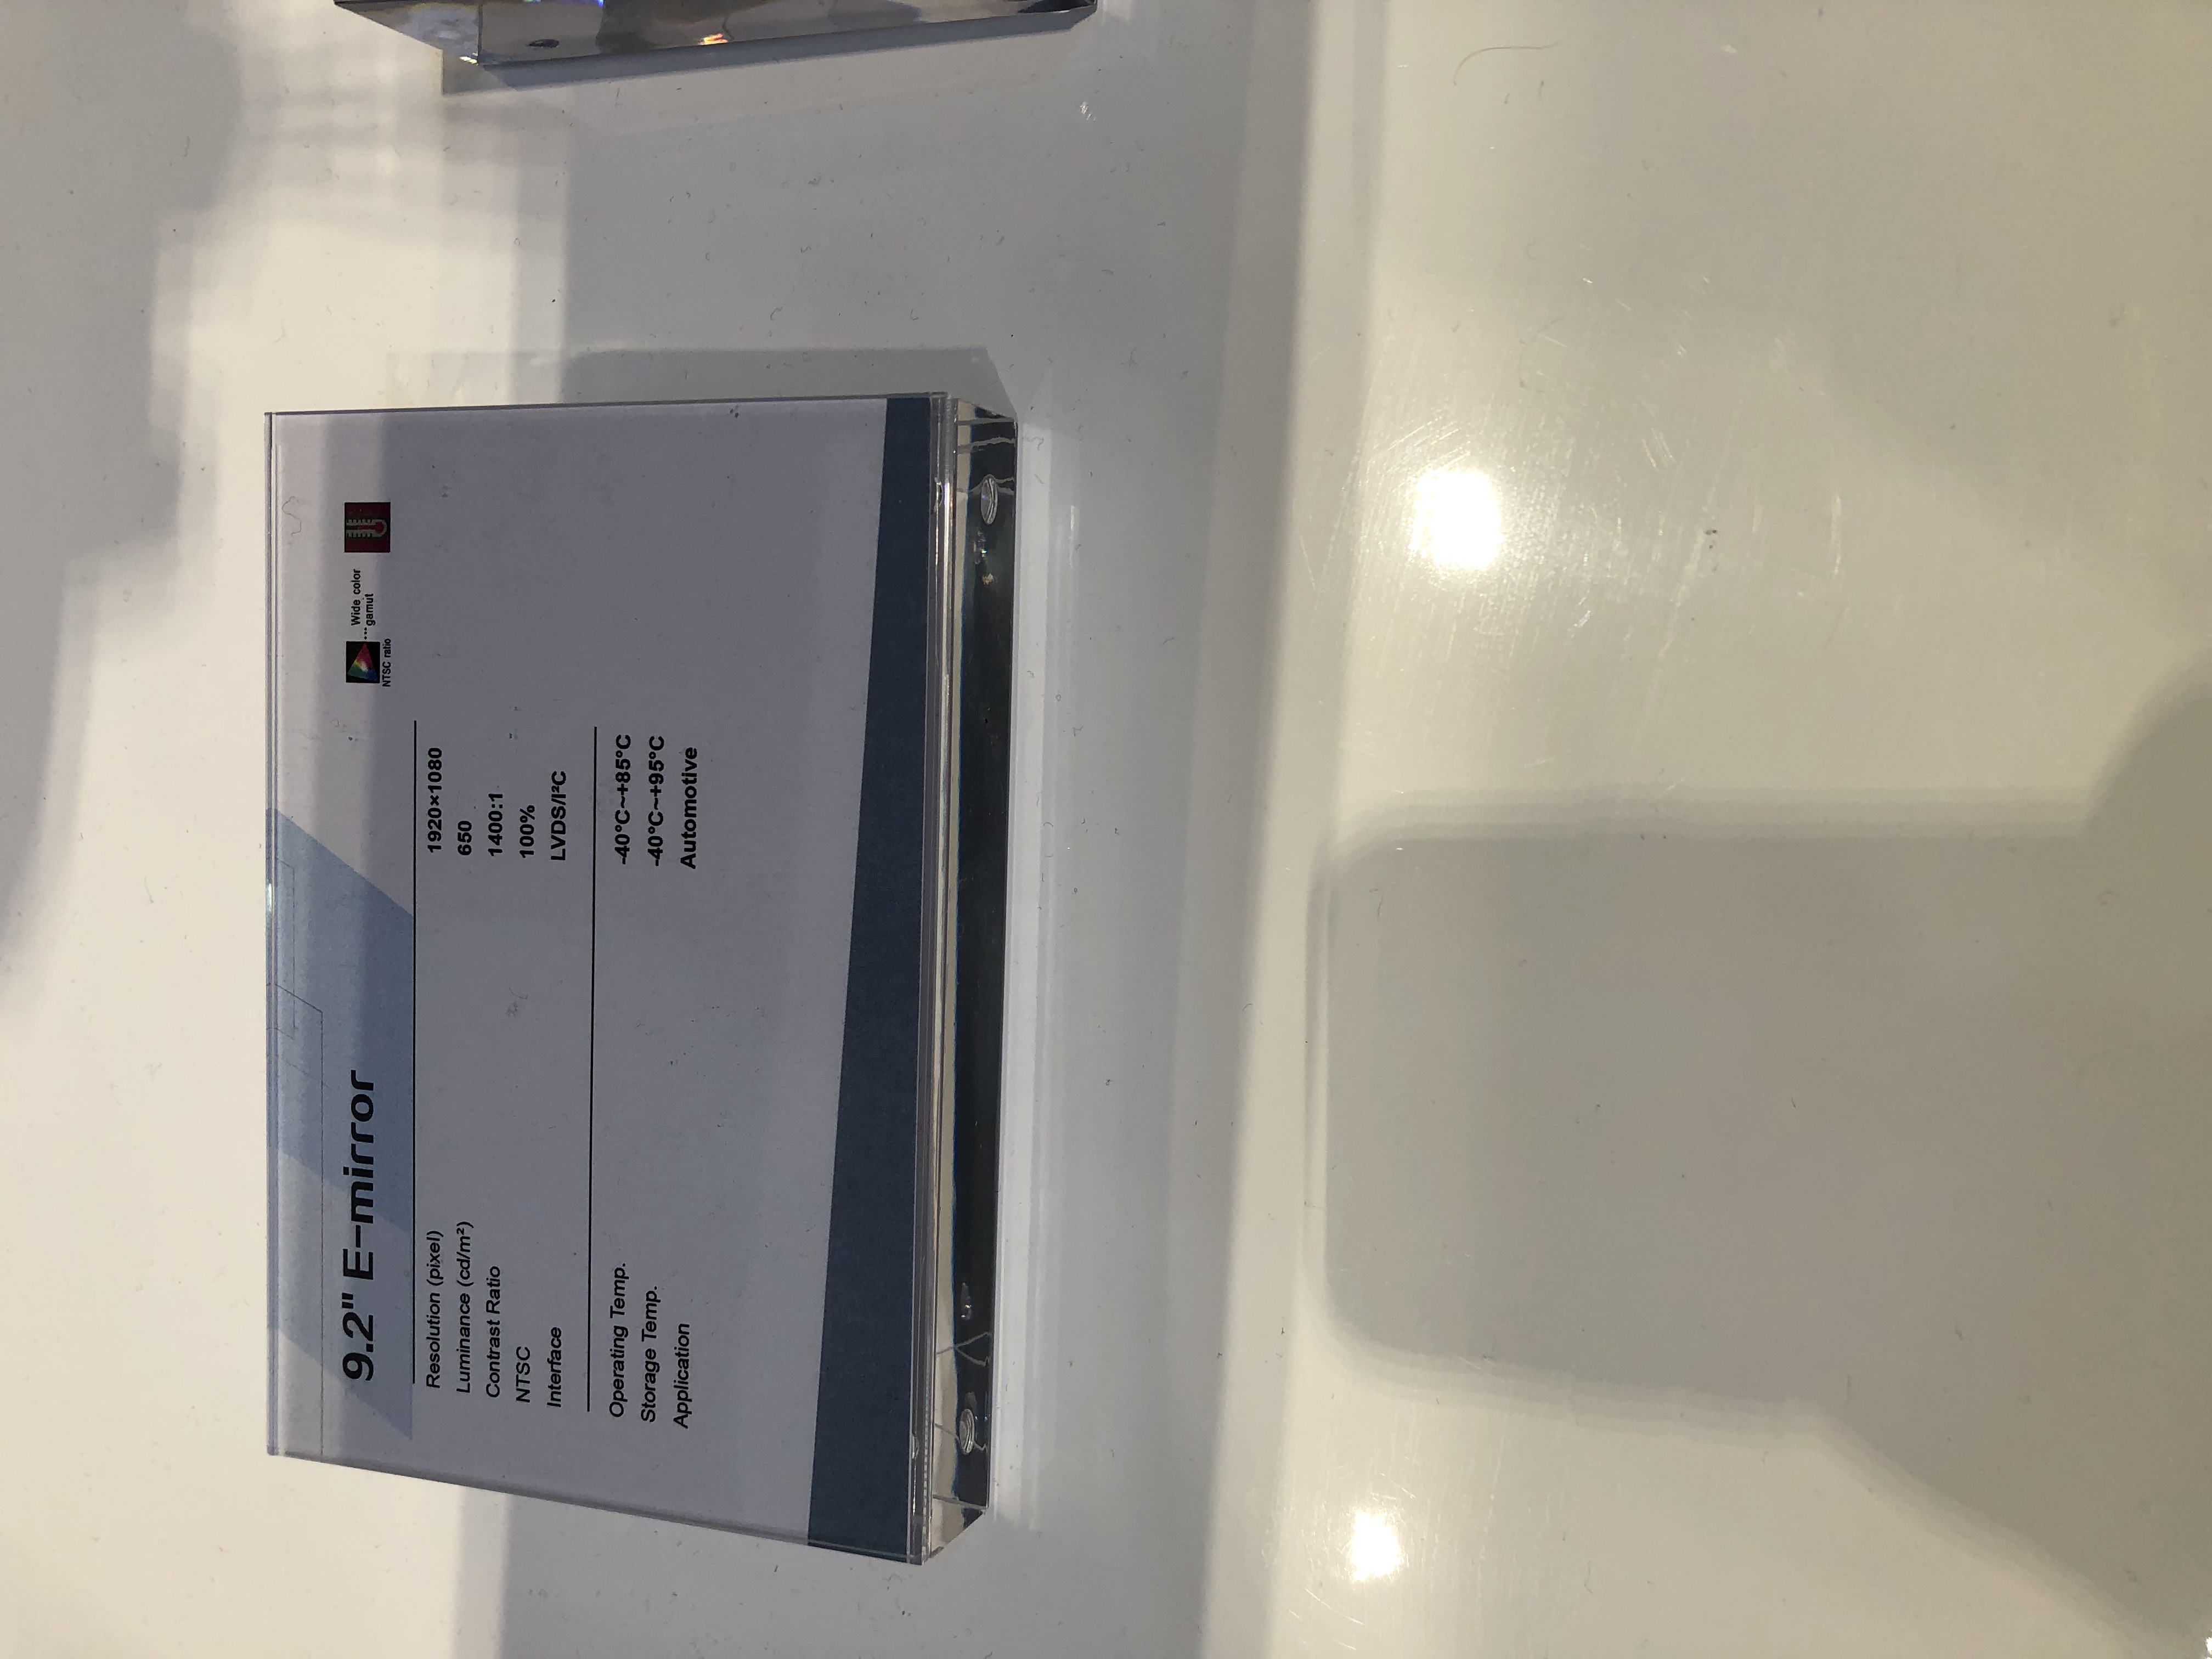 9.2" E-mirror
Wide color
gamut
NTSC ratio
Resolution (pixel) 1920×1080
Luminance (cd/m²) 650
Contrast Ratio 1400:1
NTSC 100%
Interface LVDS/I²C
Operating Temp. -40°C~+85°C
Storage Temp. -40°C~+95°C
Application Automotive